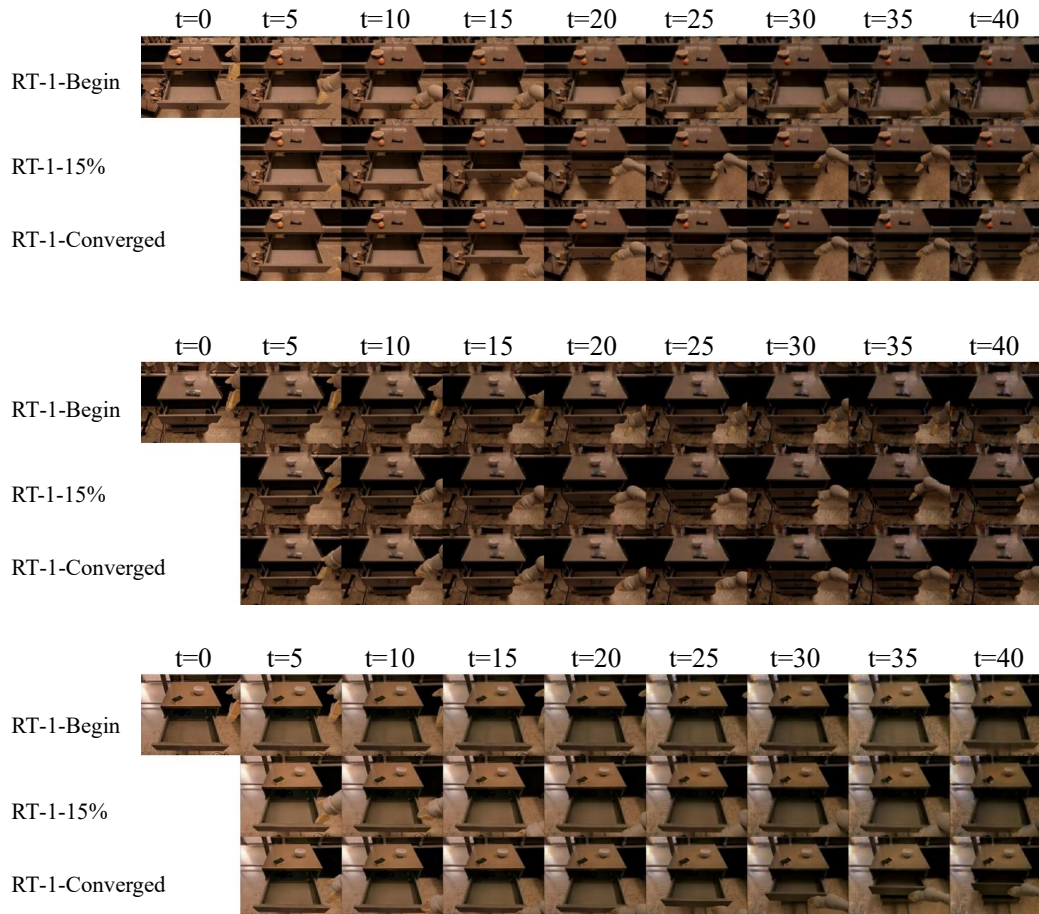 t=0 t=5 t=10 t=15 t=20 t=25 t=30 t=35 t=40
RT-1-Begin
RT-1-15%
RT-1-Converged
t=0 t=5 t=10 t=15 t=20 t=25 t=30 t=35 t=40
RT-1-Begin
RT-1-15%
RT-1-Converged
t=0 t=5 t=10 t=15 t=20 t=25 t=30 t=35 t=40
RT-1-Begin
RT-1-15%
RT-1-Converged